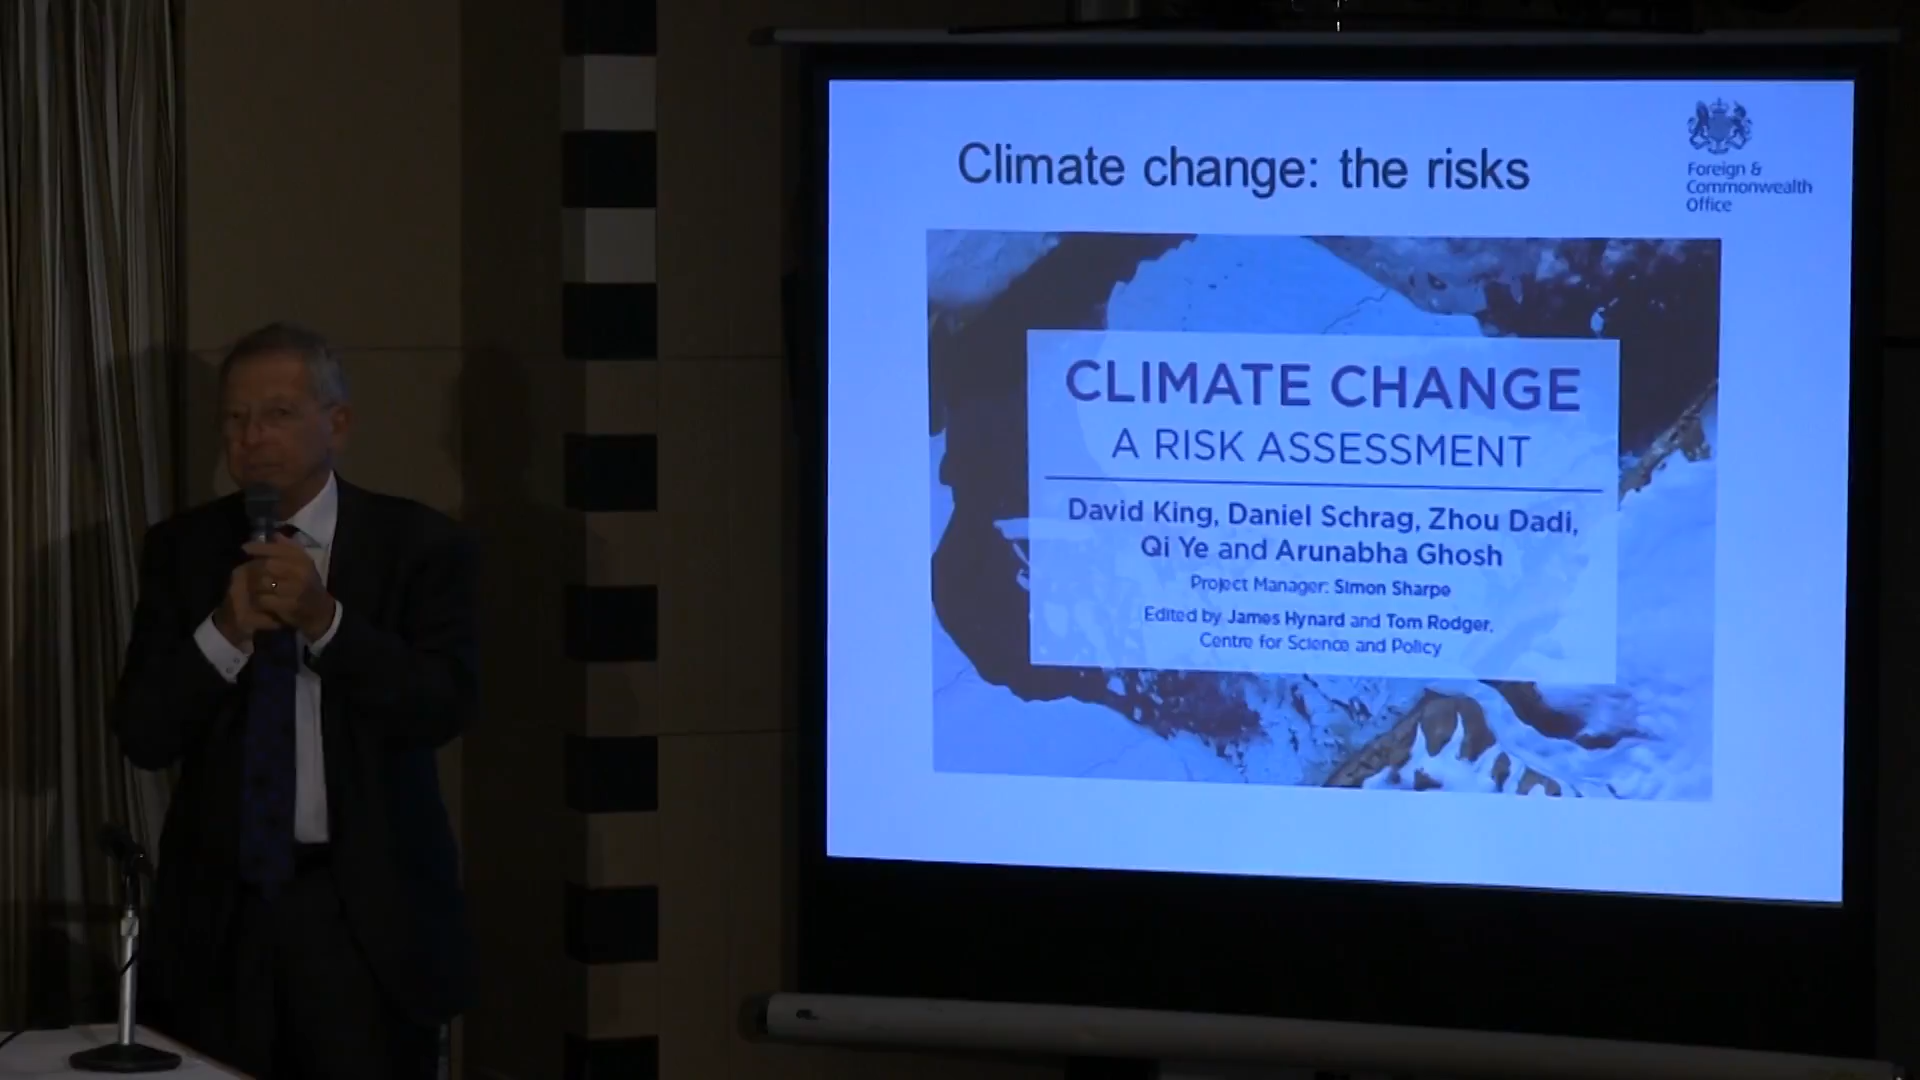 Climate change: the risks
Foreign &
Commonwealth
Office
CLIMATE CHANGE
A RISK ASSESSMENT
David King, Daniel Schrag, Zhou Dadi,
Qi Ye and Arunabha Ghosh
Project Manager: Simon Sharpe
Edited by James Hynard and Tom Rodger,
Centre for Science and Policy